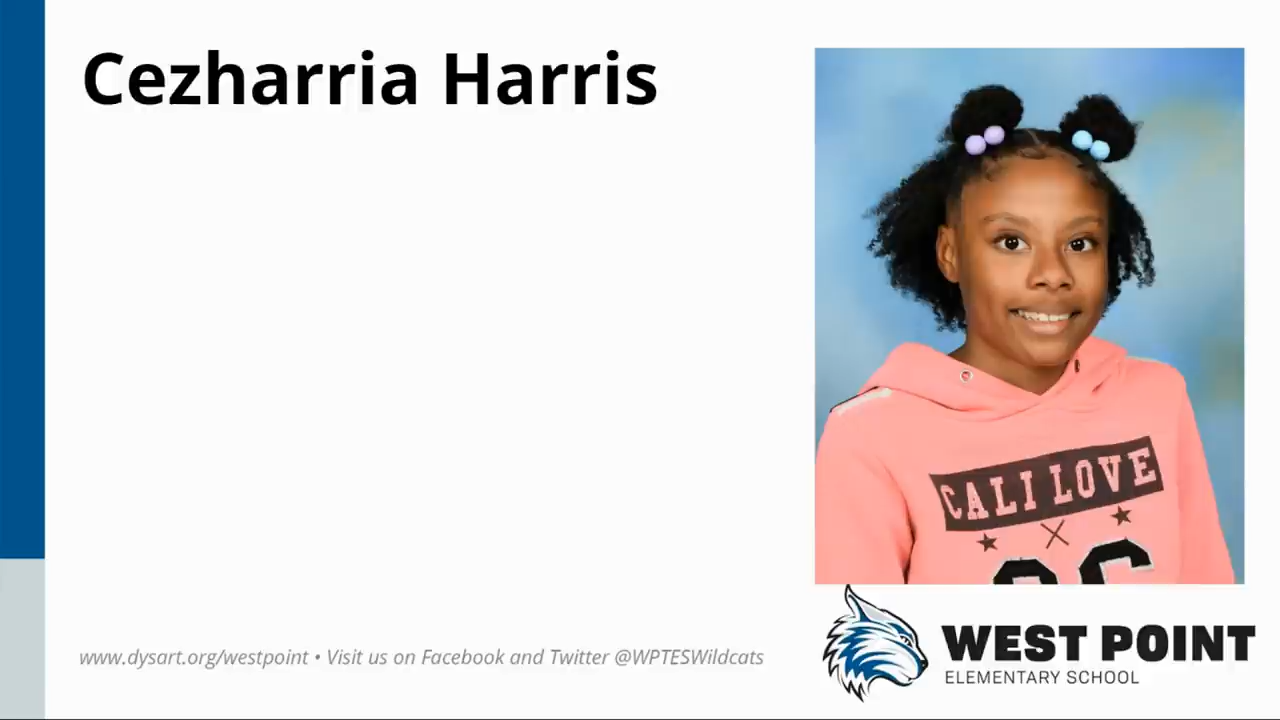 Cezharria Harris
CALI LOVE
WEST POINT
ELEMENTARY SCHOOL
www.dysart.org/westpoint • Visit us on Facebook and Twitter @WPTESWildcats